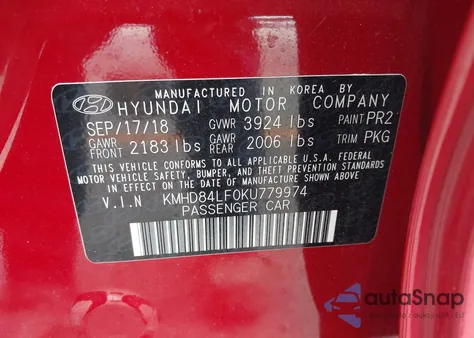 MANUFACTURED IN KOREA BY
HYUNDAI MOTOR COMPANY
SEP/17/18 GVWR 3924 lbs PAINT PR2
GAWR FRONT 2183 lbs GAWR REAR 2006 lbs TRIM PKG
THIS VEHICLE CONFORMS TO ALL APPLICABLE U.S.A. FEDERAL
MOTOR VEHICLE SAFETY, BUMPER, AND THEFT PREVENTION
STANDARDS IN EFFECT ON THE DATE OF MANUFACTURE SHOWN ABOVE.
V.I.N KMHD84LF0KU779974
PASSENGER CAR
autoSnap